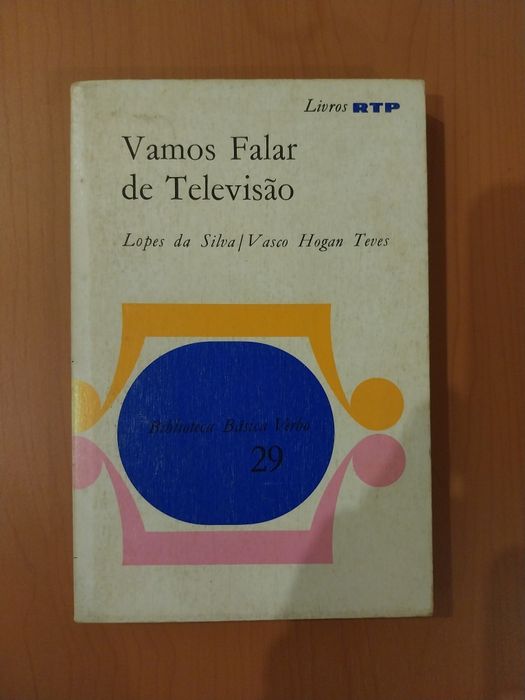 Livros RTP
Vamos Falar
de Televisão
Lopes da Silva/Vasco Hogan Teves
Biblioteca Básica Verbo
29